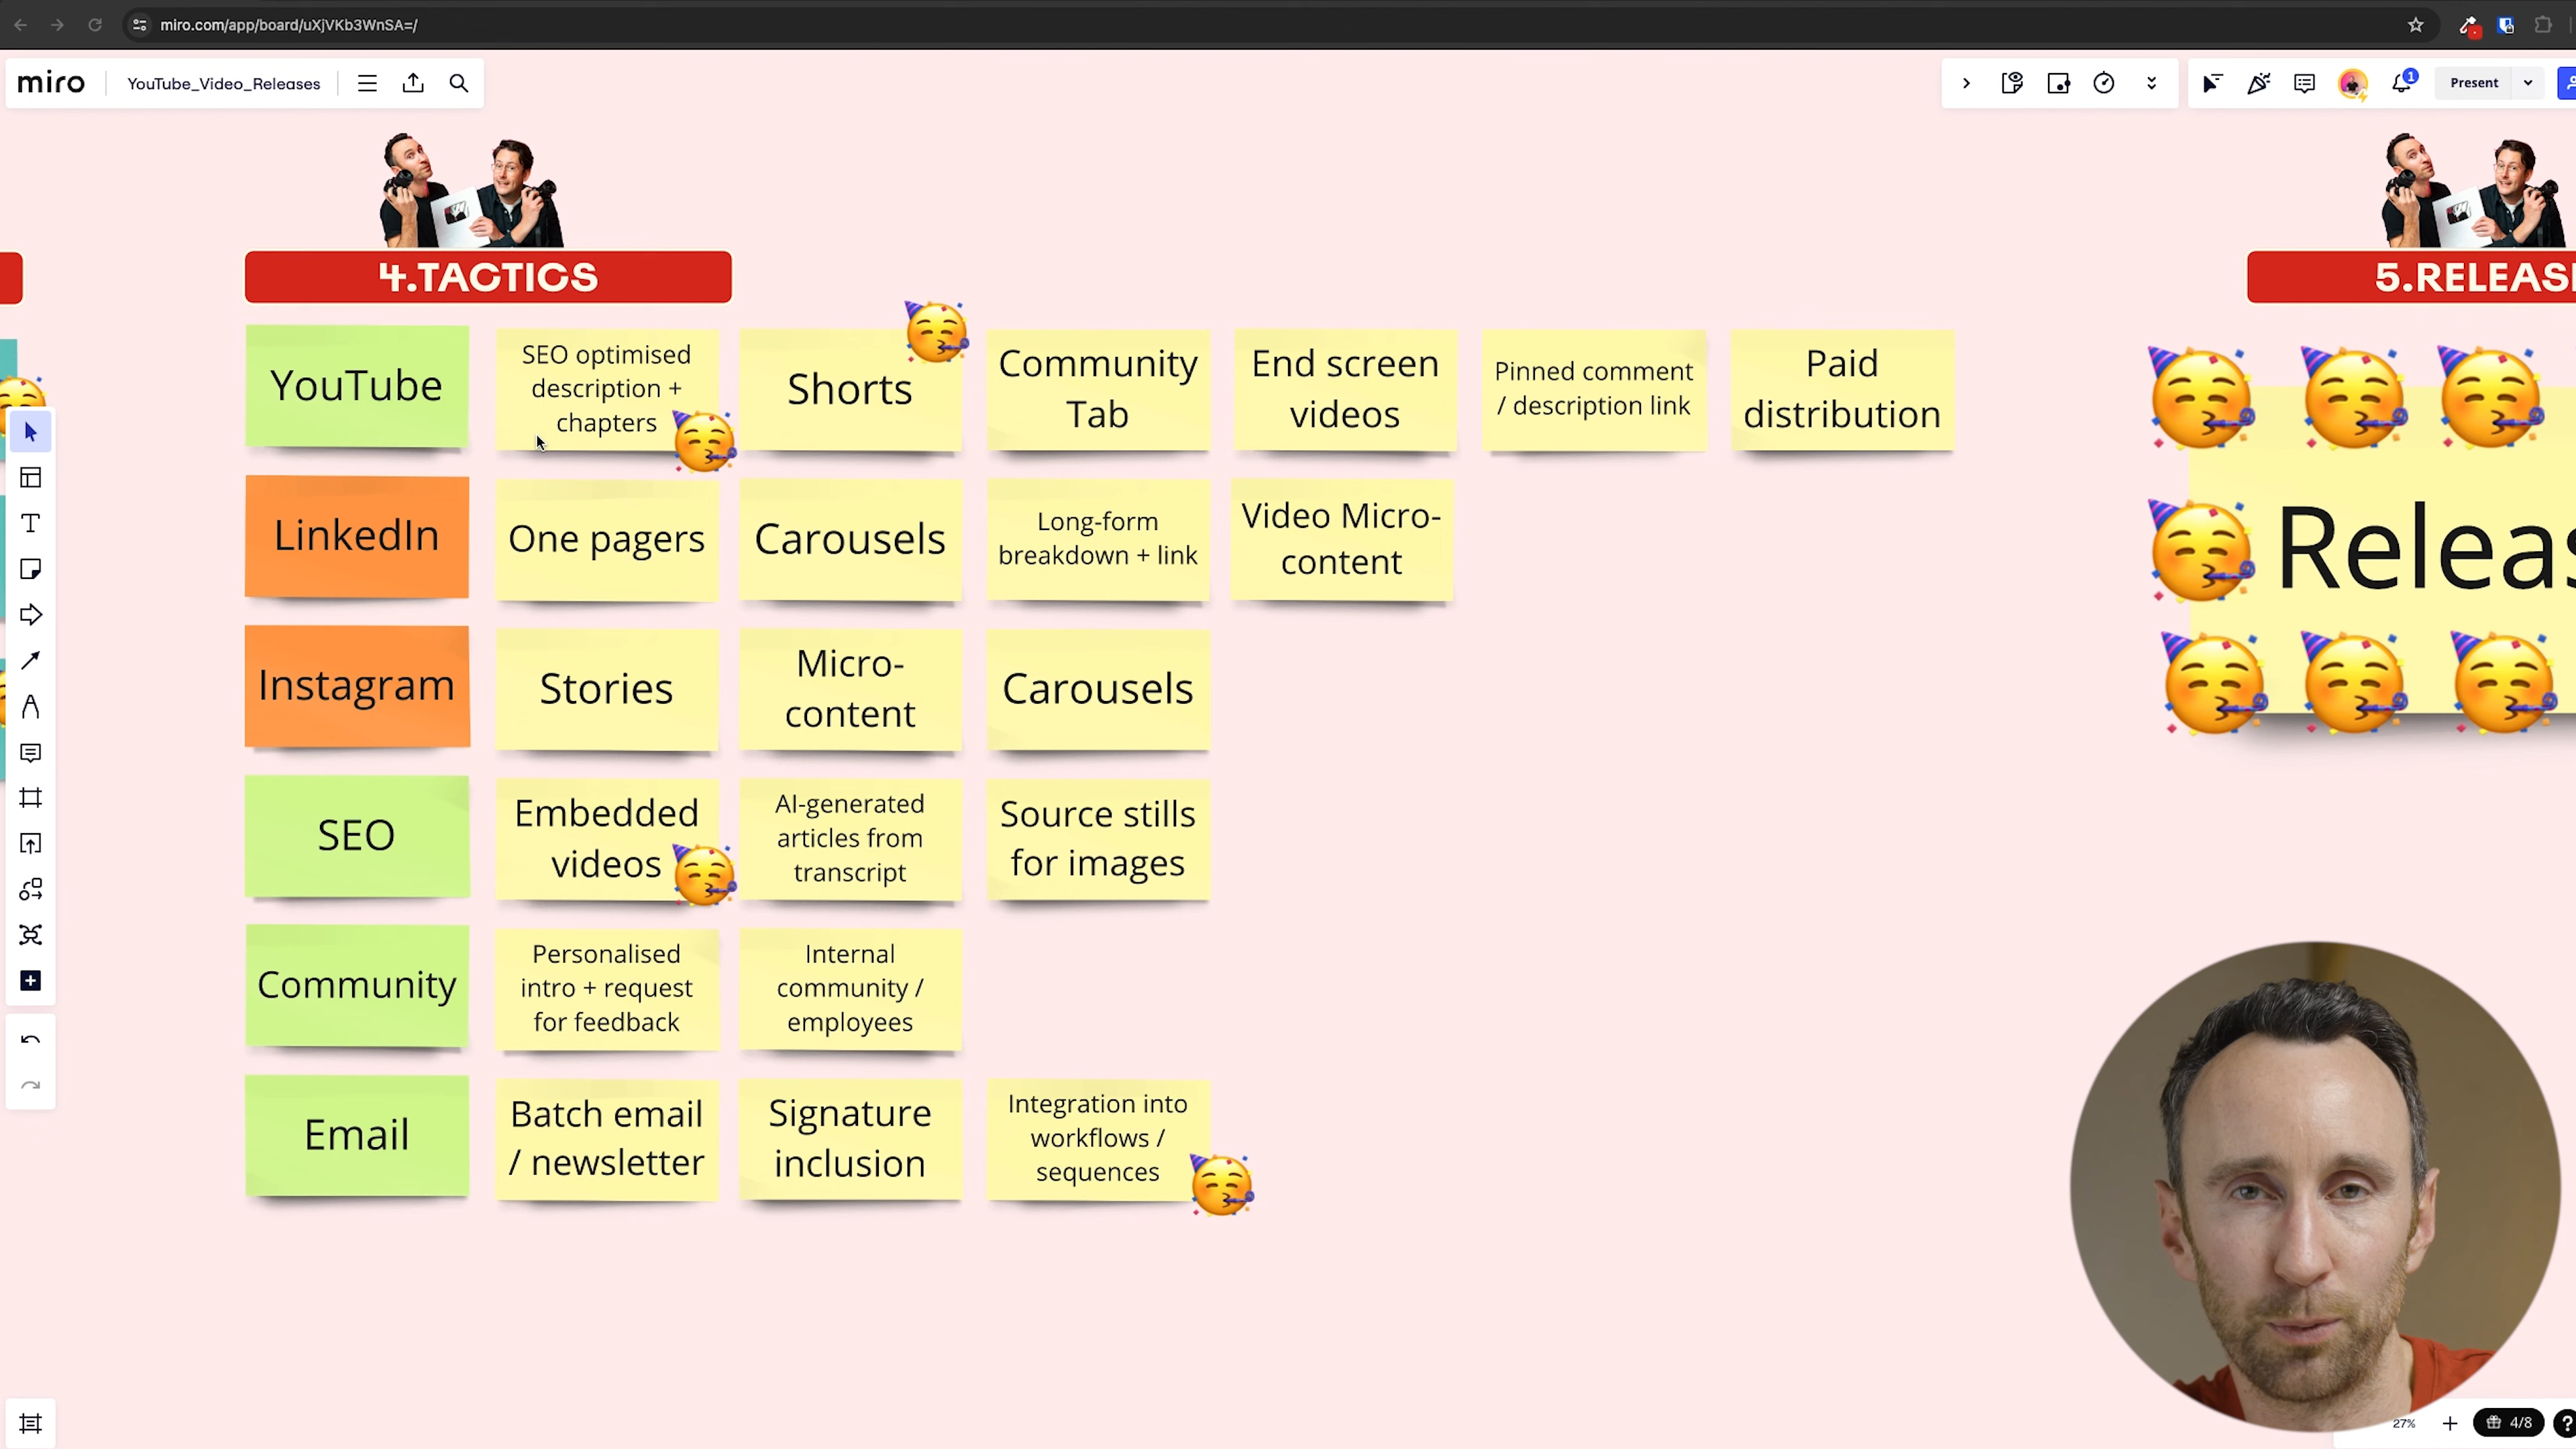 miro.com/app/board/uXjVKb3WnSA=/
miro
YouTube_Video_Releases
1
Present
4.TACTICS
5.RELEAS
YouTube
SEO optimised
description +
chapters
Shorts
Community
Tab
End screen
videos
Pinned comment
/ description link
Paid
distribution
LinkedIn
One pagers
Carousels
Long-form
breakdown + link
Video Micro-
content
Releas
Instagram
Stories
Micro-
content
Carousels
SEO
Embedded
videos
AI-generated
articles from
transcript
Source stills
for images
Community
Personalised
intro + request
for feedback
Internal
community /
employees
Email
Batch email
/ newsletter
Signature
inclusion
Integration into
workflows /
sequences
27%
4/8